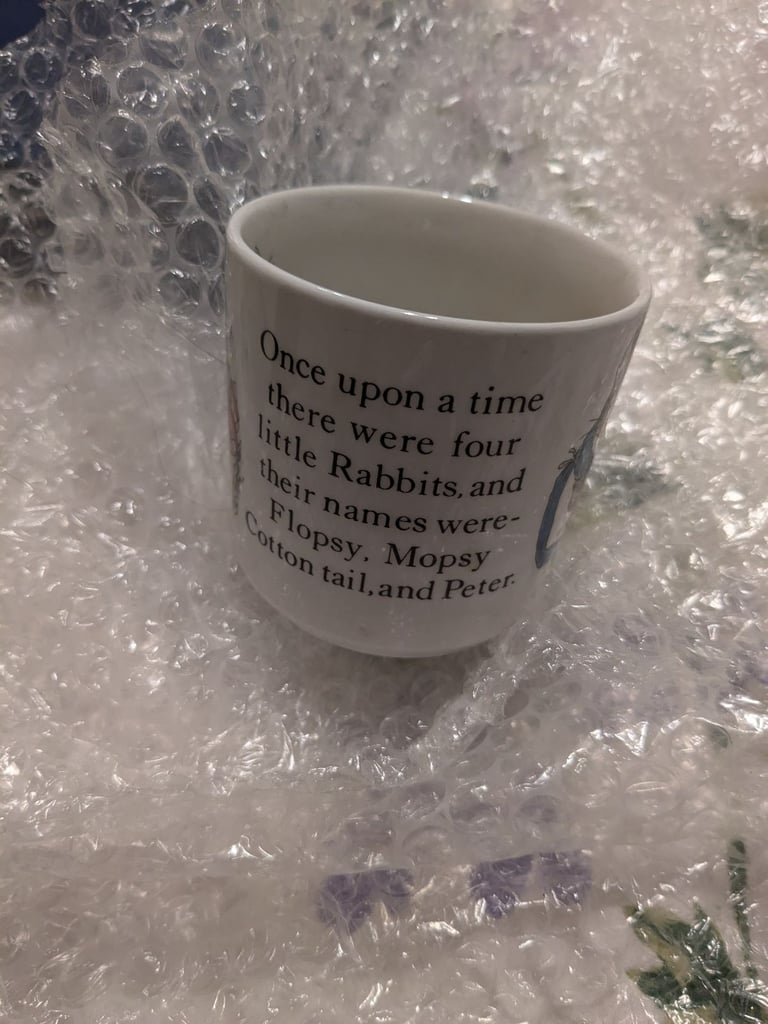 Once upon a time
there were four
little Rabbits, and
their names were-
Flopsy, Mopsy
Cotton tail, and Peter.